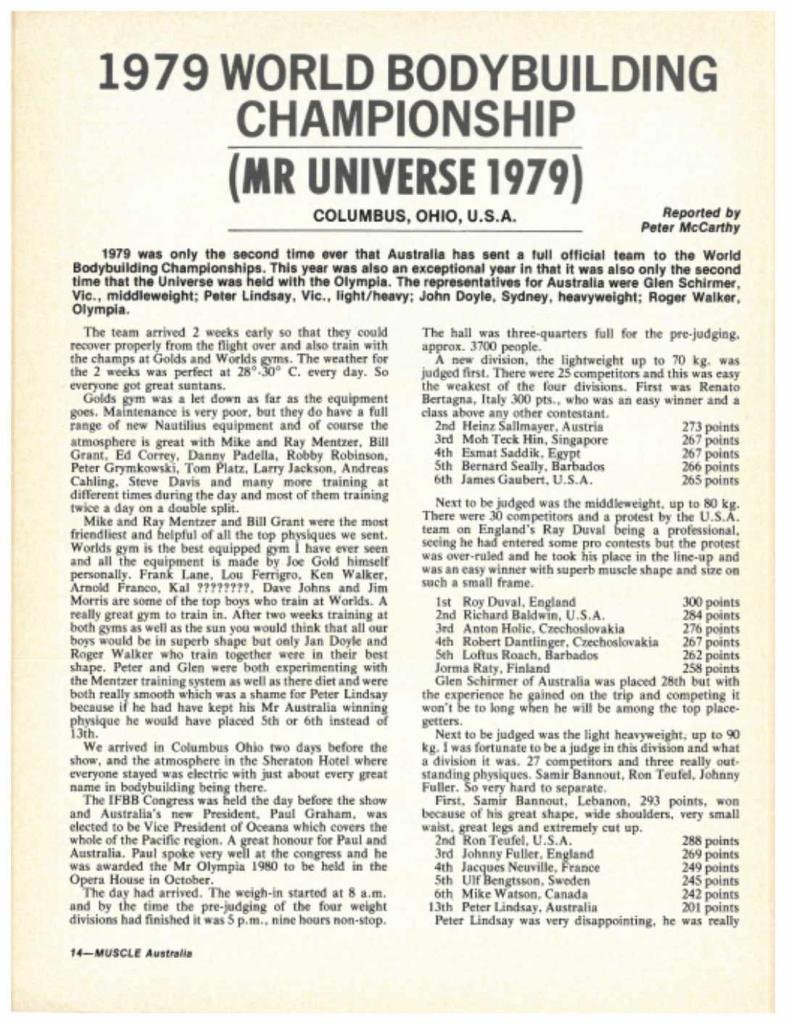 1979 WORLD BODYBUILDING
CHAMPIONSHIP
(MR UNIVERSE 1979)
COLUMBUS, OHIO, U.S.A.
Reported by
Peter McCarthy
1979 was only the second time ever that Australia has sent a full official team to the World
Bodybuilding Championships. This year was also an exceptional year in that it was also only the second
time that the Universe was held with the Olympia. The representatives for Australia were Glen Schirmer,
Vic., middleweight; Peter Lindsay, Vic., light/heavy; John Doyle, Sydney, heavyweight; Roger Walker,
Olympia.
The team arrived 2 weeks early so that they could
recover properly from the flight over and also train with
the champs at Golds and Worlds gyms. The weather for
the 2 weeks was perfect at 28°-30° C. every day. So
everyone got great suntans.
Golds gym was a let down as far as the equipment
goes. Maintenance is very poor, but they do have a full
range of new Nautilius equipment and of course the
atmosphere is great with Mike and Ray Mentzer, Bill
Grant, Ed Correy, Danny Padella, Robby Robinson,
Peter Grymkowski, Tom Platz, Larry Jackson, Andreas
Cahling, Steve Davis and many more training at
different times during the day and most of them training
twice a day on a double split.
Mike and Ray Mentzer and Bill Grant were the most
friendliest and helpful of all the top physiques we sent.
Worlds gym is the best equipped gym I have ever seen
and all the equipment is made by Joe Gold himself
personally. Frank Lane, Lou Ferrigro, Ken Walker,
Arnold Franco, Kal ????????, Dave Johns and Jim
Morris are some of the top boys who train at Worlds. A
really great gym to train in. After two weeks training at
both gyms as well as the sun you would think that all our
boys would be in superb shape but only Jan Doyle and
Roger Walker who train together were in their best
shape. Peter and Glen were both experimenting with
the Mentzer training system as well as there diet and were
both really smooth which was a shame for Peter Lindsay
because if he had have kept his Mr Australia winning
physique he would have placed 5th or 6th instead of
13th.
We arrived in Columbus Ohio two days before the
show, and the atmosphere in the Sheraton Hotel where
everyone stayed was electric with just about every great
name in bodybuilding being there.
The IFBB Congress was held the day before the show
and Australia's new President, Paul Graham, was
elected to be Vice President of Oceana which covers the
whole of the Pacific region. A great honour for Paul and
Australia. Paul spoke very well at the congress and he
was awarded the Mr Olympia 1980 to be held in the
Opera House in October.
The day had arrived. The weigh-in started at 8 a.m.
and by the time the pre-judging of the four weight
divisions had finished it was 5 p.m., nine hours non-stop.
The hall was three-quarters full for the pre-judging,
approx. 3700 people.
A new division, the lightweight up to 70 kg. was
judged first. There were 25 competitors and this was easy
the weakest of the four divisions. First was Renato
Bertagna, Italy 300 pts., who was an easy winner and a
class above any other contestant.
2nd Heinz Sallmayer, Austria 273 points
3rd Moh Teck Hin, Singapore 267 points
4th Esmat Saddik, Egypt 267 points
5th Bernard Seally, Barbados 266 points
6th James Gaubert, U.S.A. 265 points
Next to be judged was the middleweight, up to 80 kg.
There were 30 competitors and a protest by the U.S.A.
team on England's Ray Duval being a professional,
seeing he had entered some pro contests but the protest
was over-ruled and he took his place in the line-up and
was an easy winner with superb muscle shape and size on
such a small frame.
1st Roy Duval, England 300 points
2nd Richard Baldwin, U.S.A. 284 points
3rd Anton Holic, Czechoslovakia 276 points
4th Robert Dantlinger, Czechoslovakia 267 points
5th Loftus Roach, Barbados 262 points
Jorma Raty, Finland 258 points
Glen Schirmer of Australia was placed 28th but with
the experience he gained on the trip and competing it
won't be to long when he will be among the top place-
getters.
Next to be judged was the light heavyweight, up to 90
kg. I was fortunate to be a judge in this division and what
a division it was. 27 competitors and three really out-
standing physiques. Samir Bannout, Ron Teufel, Johnny
Fuller. So very hard to separate.
First, Samir Bannout, Lebanon, 293 points, won
because of his great shape, wide shoulders, very small
waist, great legs and extremely cut up.
2nd Ron Teufel, U.S.A. 288 points
3rd Johnny Fuller, England 269 points
4th Jacques Neuville, France 249 points
5th Ulf Bengtsson, Sweden 245 points
6th Mike Watson, Canada 242 points
13th Peter Lindsay, Australia 201 points
Peter Lindsay was very disappointing, he was really
14—MUSCLE Australia